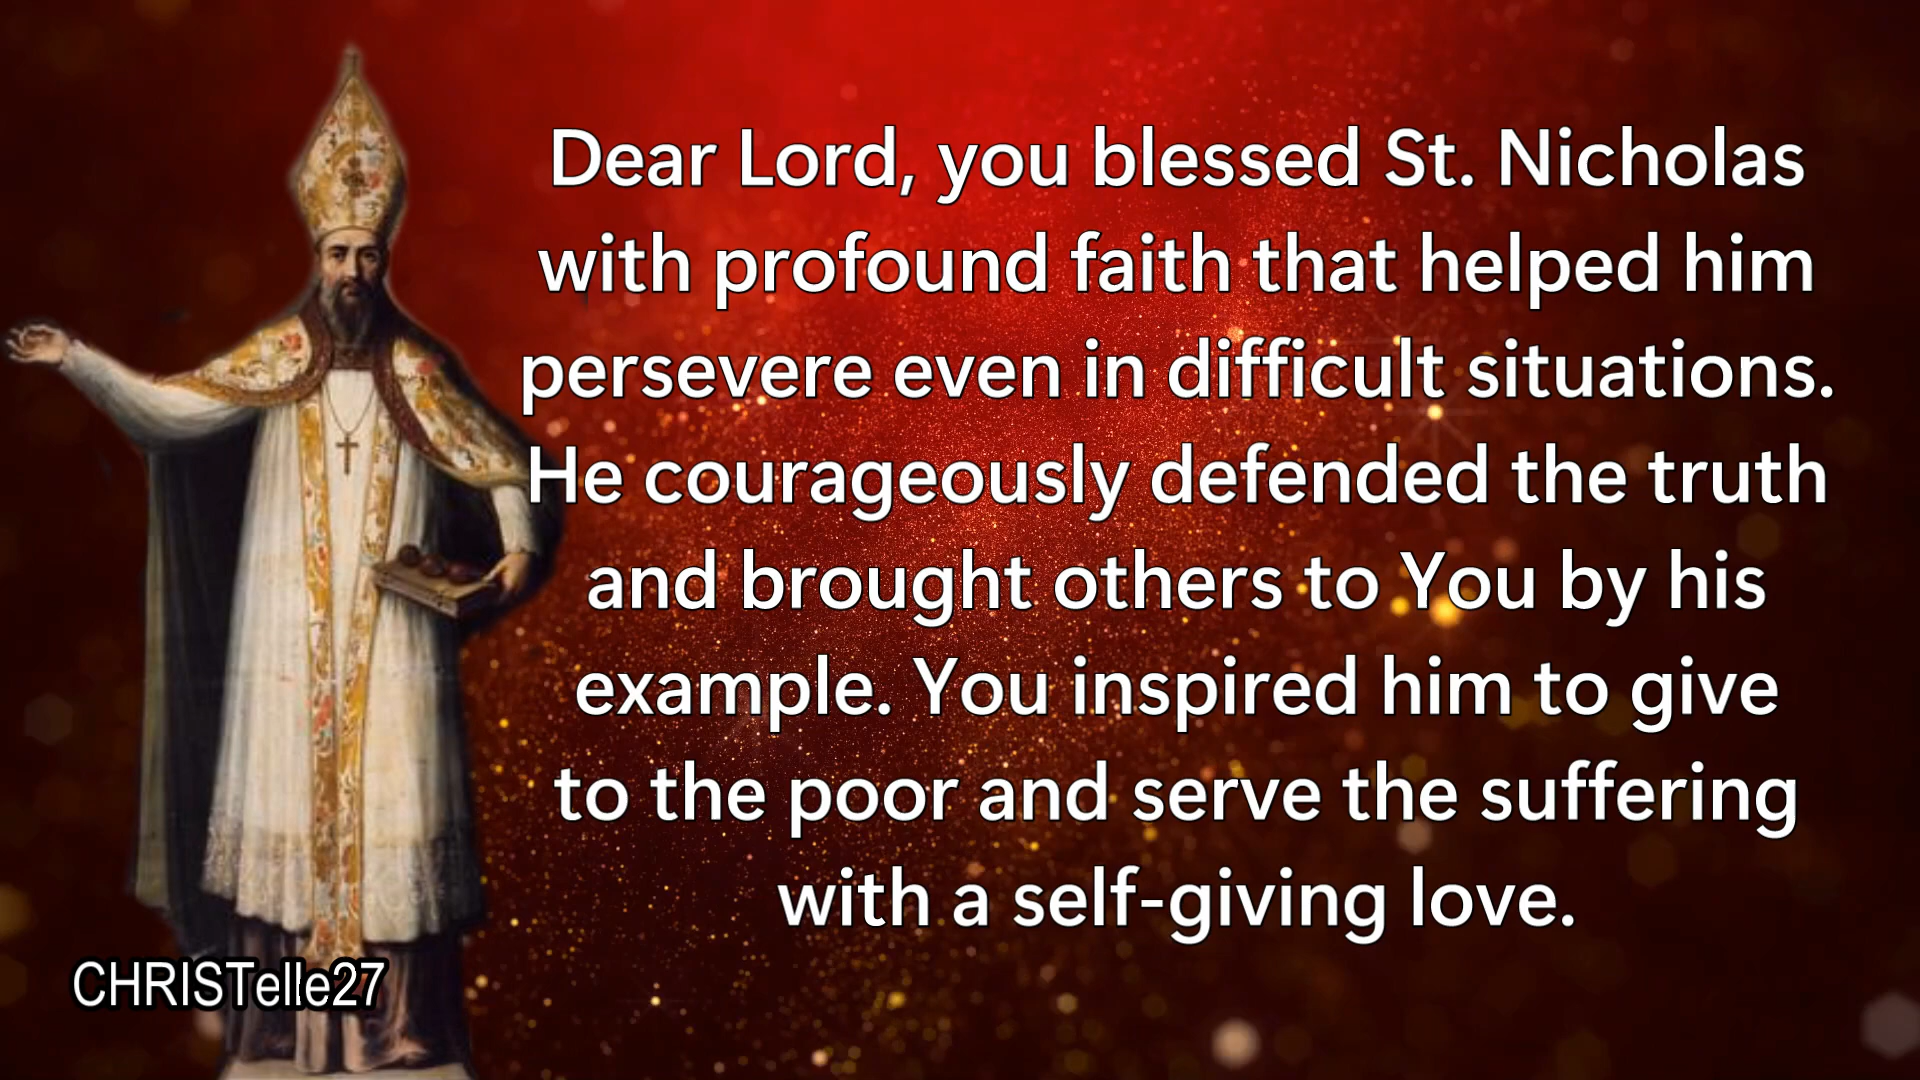 Dear Lord, you blessed St. Nicholas
with profound faith that helped him
persevere even in difficult situations.
He courageously defended the truth
and brought others to You by his
example. You inspired him to give
to the poor and serve the suffering
with a self-giving love.
CHRISTelle27